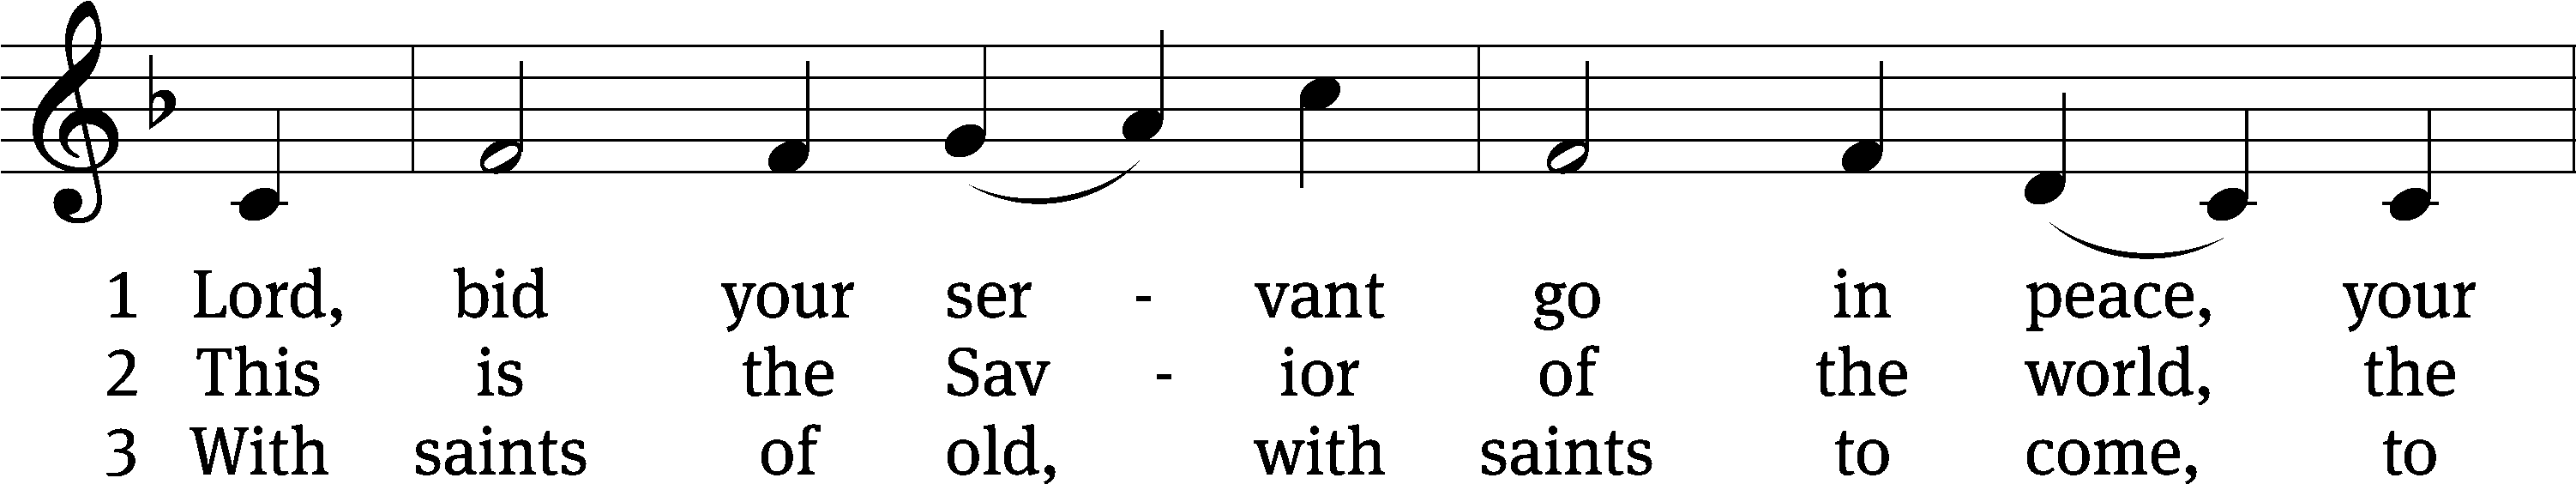 1 Lord, bid your ser - vant go in peace, your
2 This is the Sav - ior of the world, the
3 With saints of old, with saints to come, to